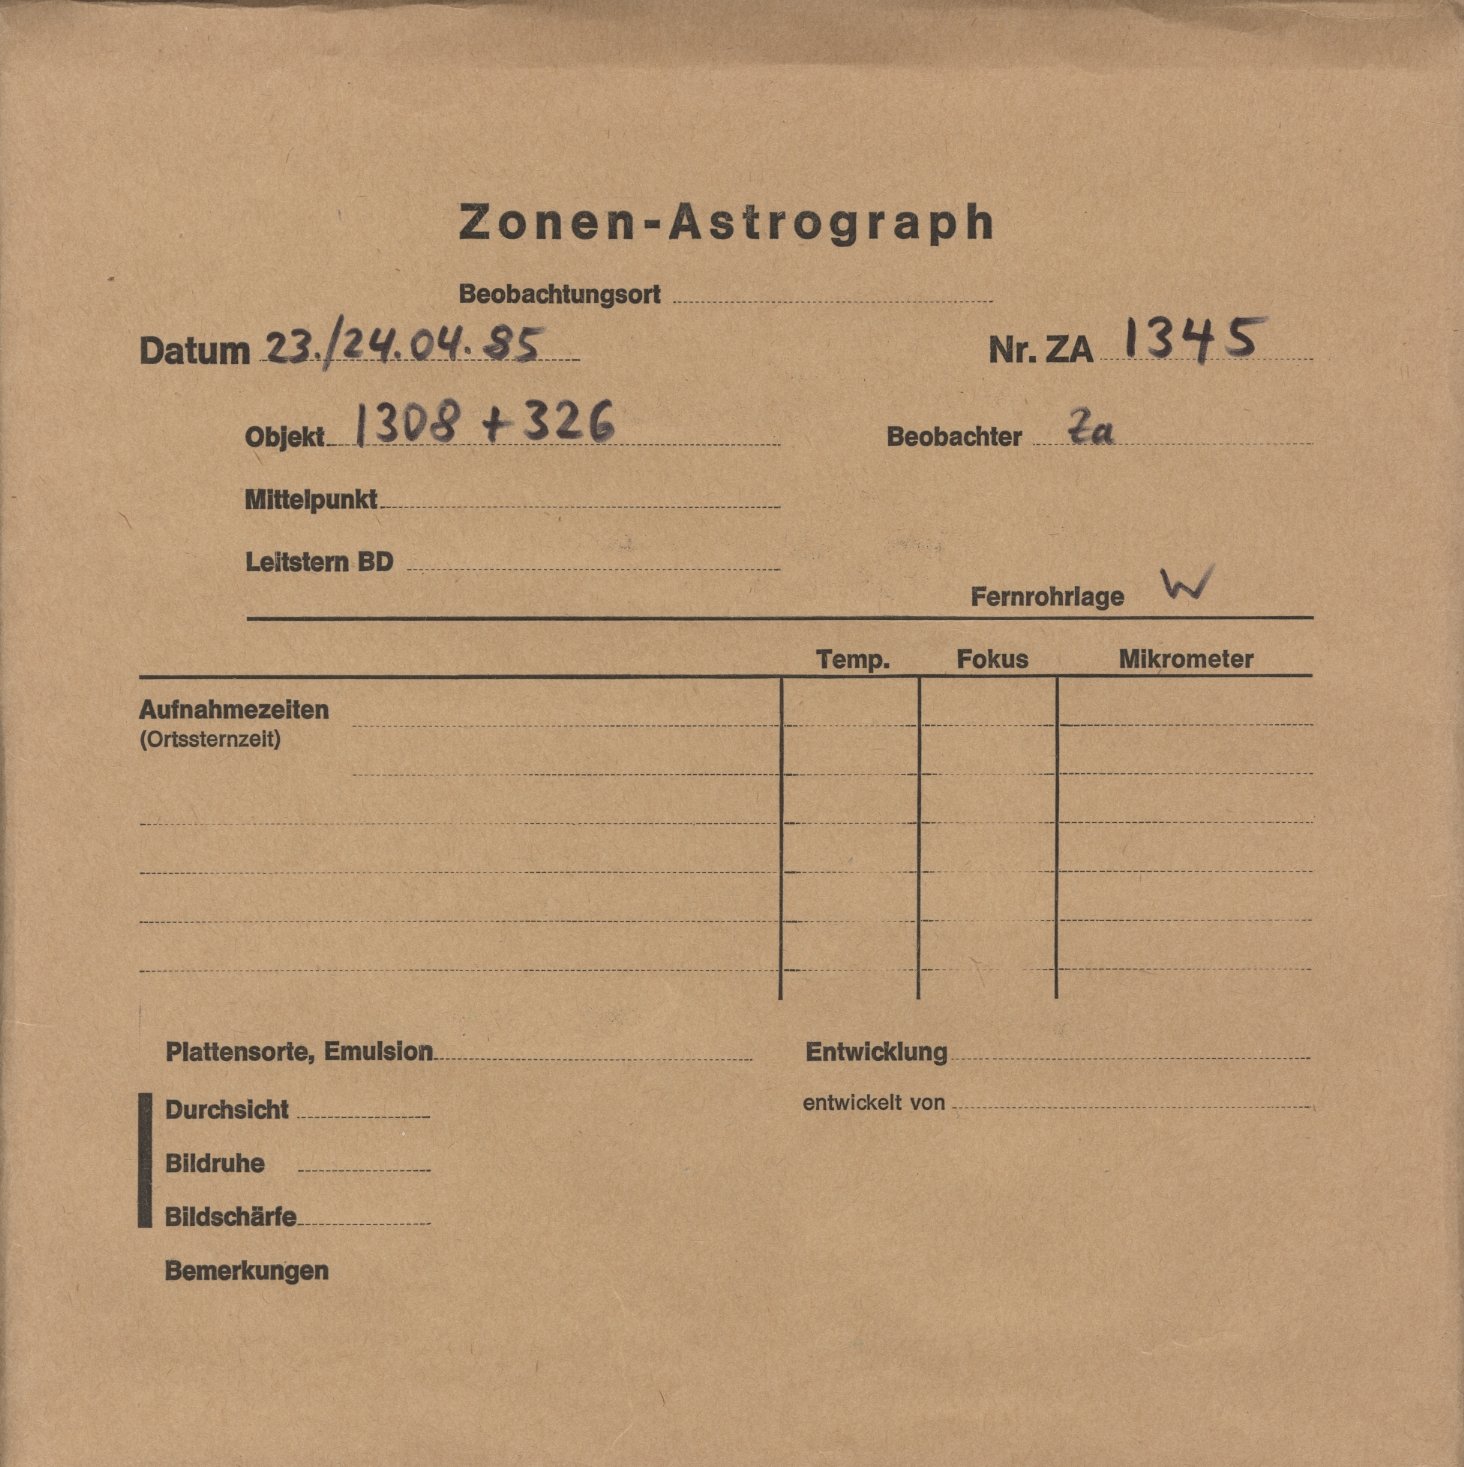 Zonen-Astrograph
Beobachtungsort
Datum 23./24.04.85 Nr. ZA 1345
Objekt 1308 + 326 Beobachter Za
Mittelpunkt
Leitstern BD
Fernrohrlage W
Temp. Fokus Mikrometer
Aufnahmezeiten
(Ortssternzeit)
Plattensorte, Emulsion Entwicklung
Durchsicht entwickelt von
Bildruhe
Bildschärfe
Bemerkungen